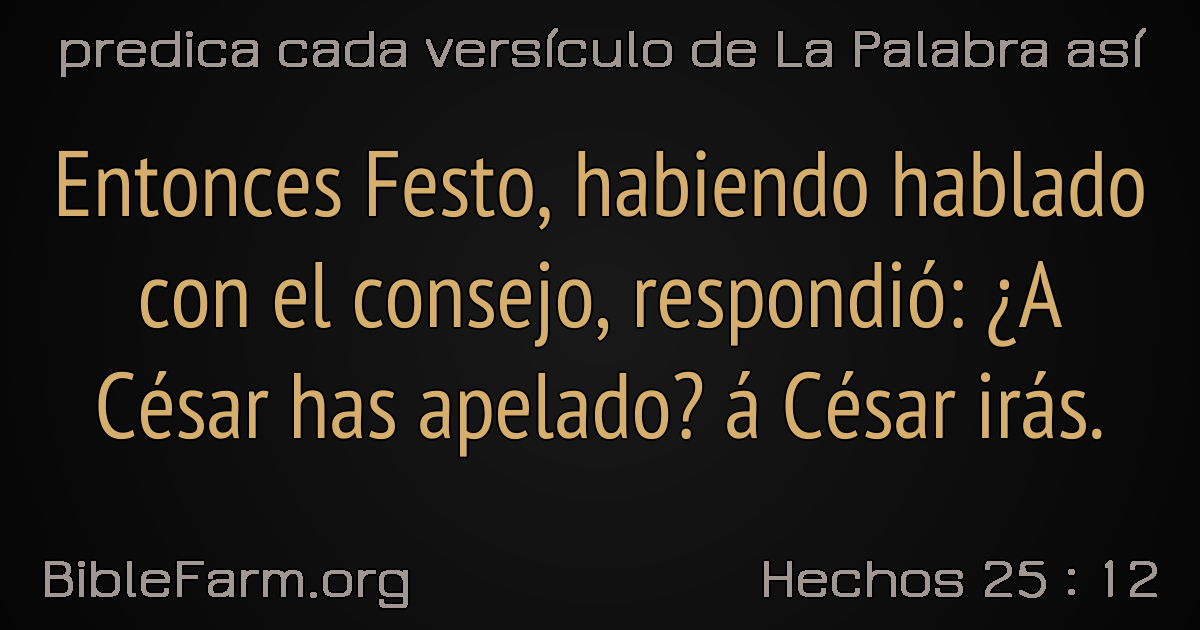 predica cada versículo de La Palabra así
Entonces Festo, habiendo hablado
con el consejo, respondió: ¿A
César has apelado? á César irás.
BibleFarm.org
Hechos 25 : 12